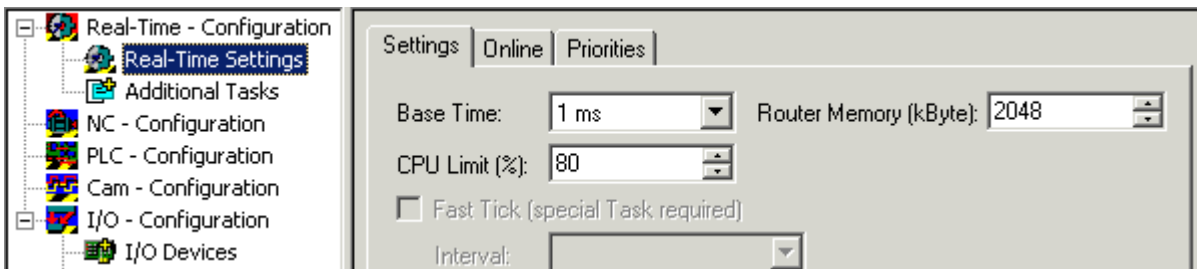 Real-Time - Configuration
Real-Time Settings
Additional Tasks
NC - Configuration
PLC - Configuration
Cam - Configuration
I/O - Configuration
I/O Devices
Settings Online Priorities
Base Time: 1 ms Router Memory (kByte): 2048
CPU Limit (%): 80
Fast Tick (special Task required)
Interval: